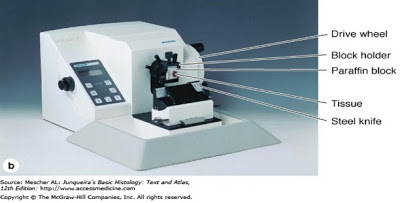 Drive wheel
Block holder
Paraffin block
Tissue
Steel knife
b
Source: Mescher AL: Junqueira's Basic Histology: Text and Atlas,
12th Edition: http://www.accessmedicine.com
Copyright © The McGraw-Hill Companies, Inc. All rights reserved.